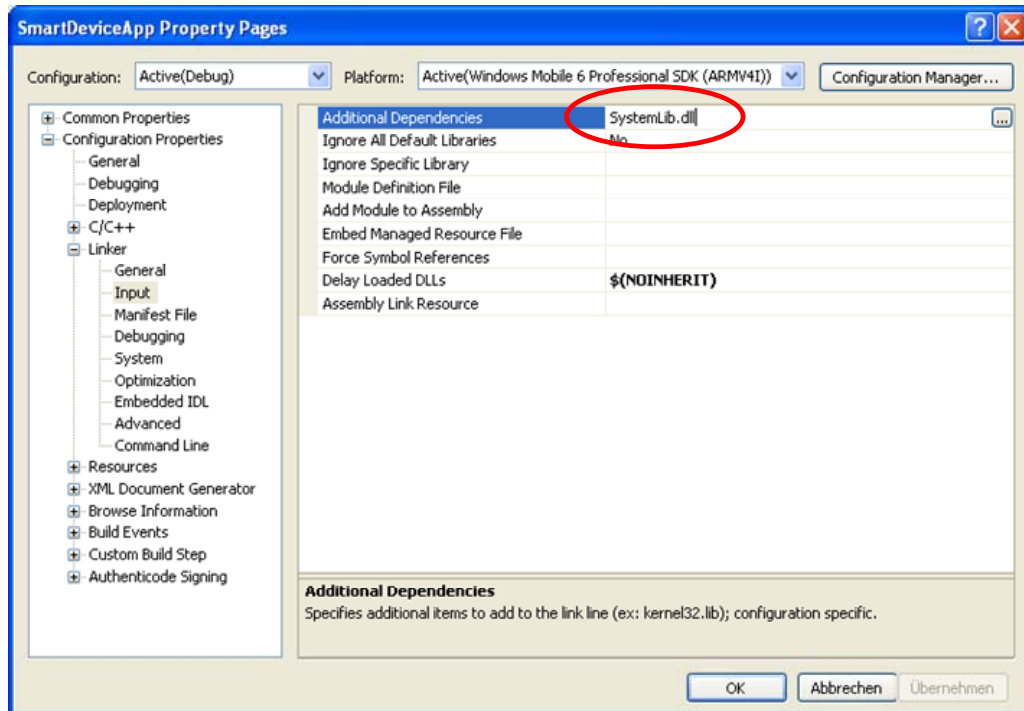 SmartDeviceApp Property Pages
Configuration: Active(Debug) Platform: Active(Windows Mobile 6 Professional SDK (ARMV4I)) Configuration Manager...
Common Properties
Configuration Properties
General
Debugging
Deployment
C/C++
Linker
General
Input
Manifest File
Debugging
System
Optimization
Embedded IDL
Advanced
Command Line
Resources
XML Document Generator
Browse Information
Build Events
Custom Build Step
Authenticode Signing
Additional Dependencies SystemLib.dll ...
Ignore All Default Libraries No
Ignore Specific Library
Module Definition File
Add Module to Assembly
Embed Managed Resource File
Force Symbol References
Delay Loaded DLLs $(NOINHERIT)
Assembly Link Resource
Additional Dependencies
Specifies additional items to add to the link line (ex: kernel32.lib); configuration specific.
OK Abbrechen Übernehmen